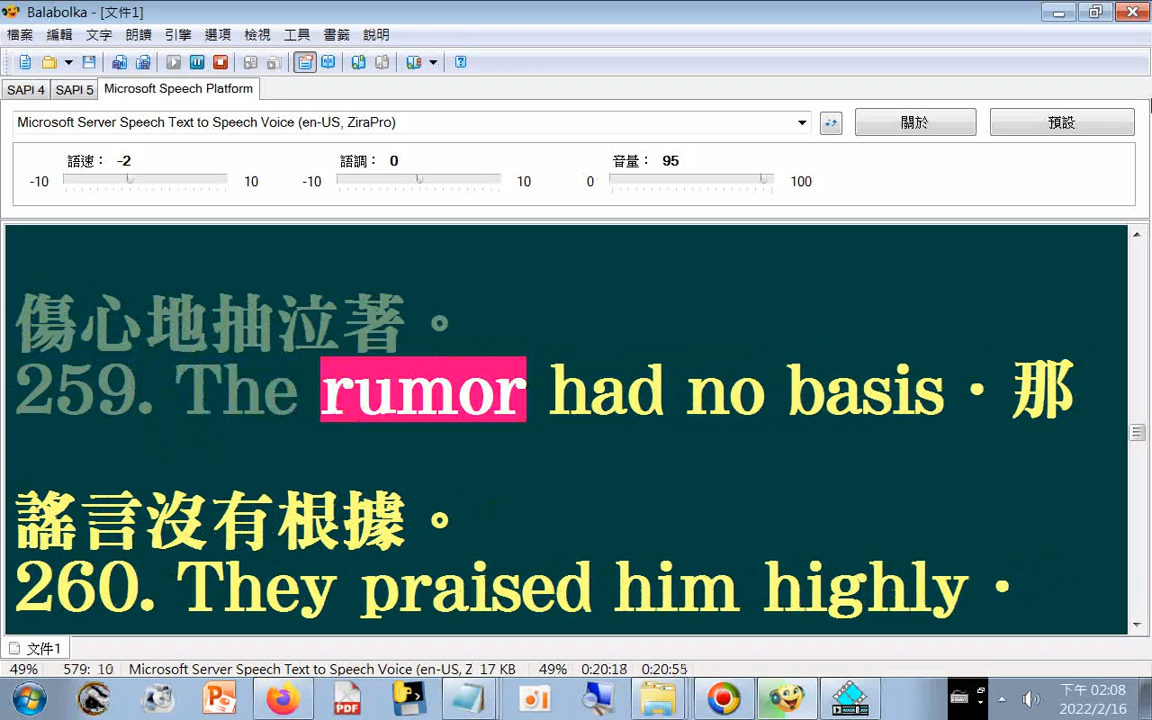 Balabolka - [文件1]
檔案 編輯 文字 朗讀 引擎 選項 檢視 工具 書籤 說明
SAPI 4 SAPI 5 Microsoft Speech Platform
Microsoft Server Speech Text to Speech Voice (en-US, ZiraPro) 關於 預設
語速： -2 語調： 0 音量： 95
-10 10 -10 10 0 100
傷心地抽泣著。
259. The rumor had no basis．那
謠言沒有根據。
260. They praised him highly．
文件1
49% 579: 10 Microsoft Server Speech Text to Speech Voice (en-US, Z 17 KB 49% 0:20:18 0:20:55
PDF
下午 02:08
2022/2/16